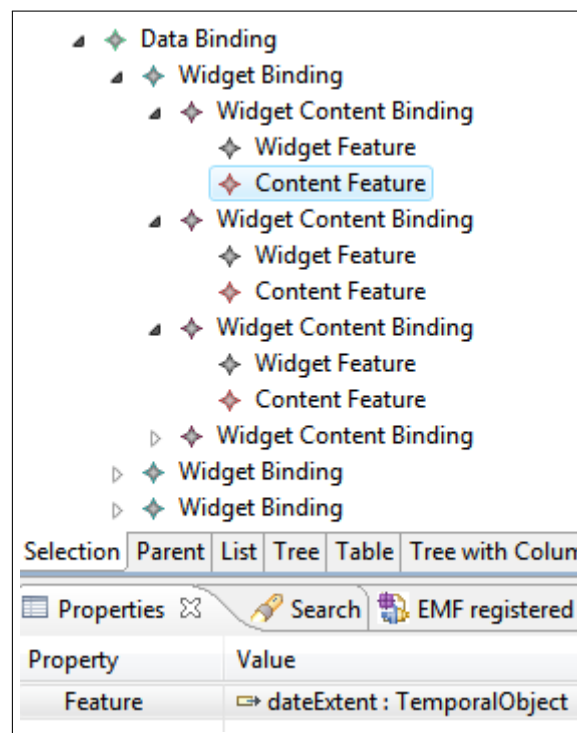 Data Binding
Widget Binding
Widget Content Binding
Widget Feature
Content Feature
Widget Content Binding
Widget Feature
Content Feature
Widget Content Binding
Widget Feature
Content Feature
Widget Content Binding
Widget Binding
Widget Binding
Selection Parent List Tree Table Tree with Colum
Properties Search EMF registered
Property Value
Feature dateExtent : TemporalObject